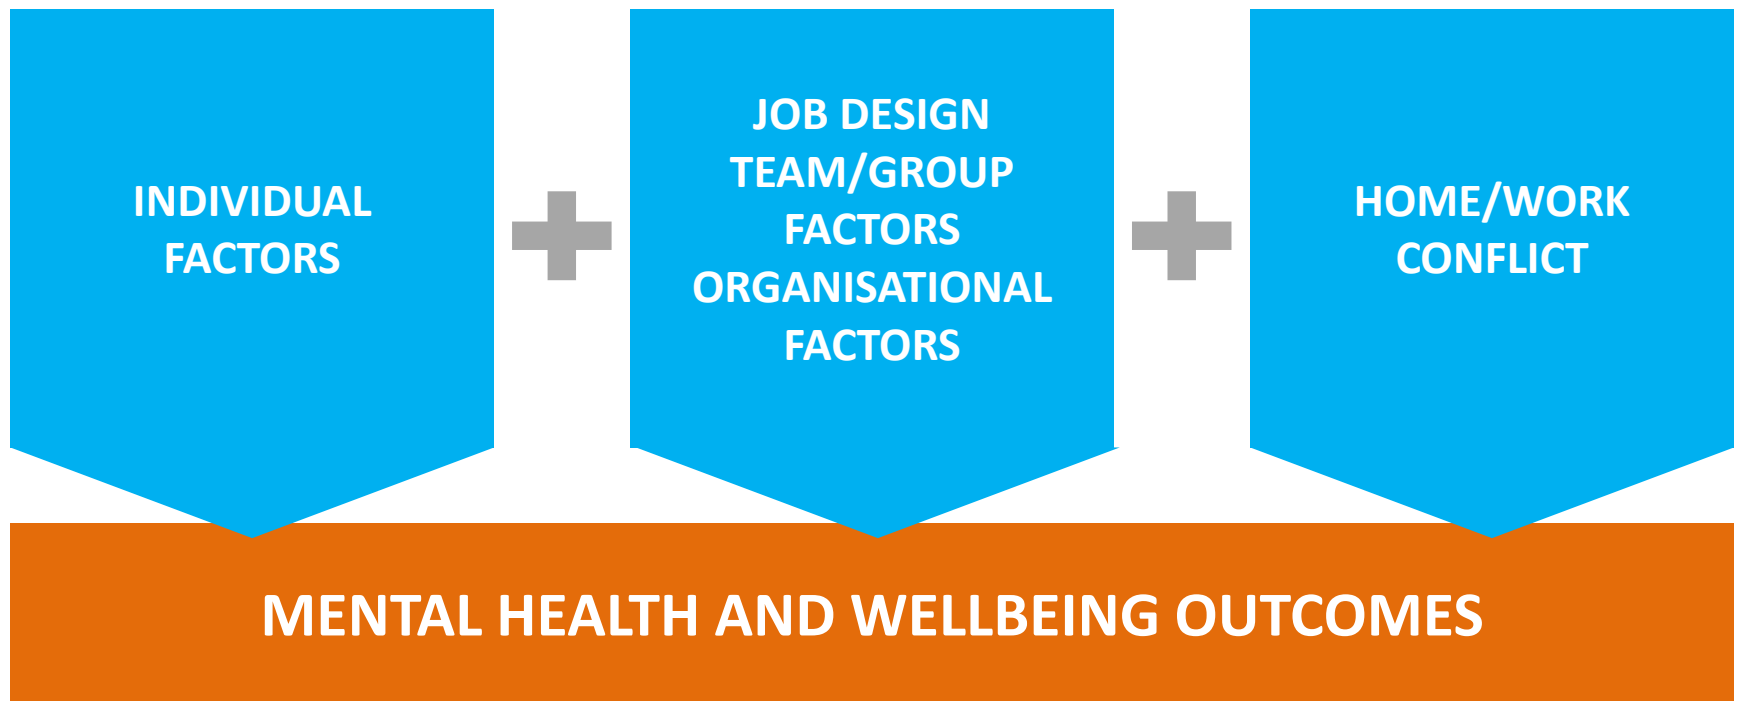 INDIVIDUAL
FACTORS
JOB DESIGN
TEAM/GROUP
FACTORS
ORGANISATIONAL
FACTORS
HOME/WORK
CONFLICT
MENTAL HEALTH AND WELLBEING OUTCOMES